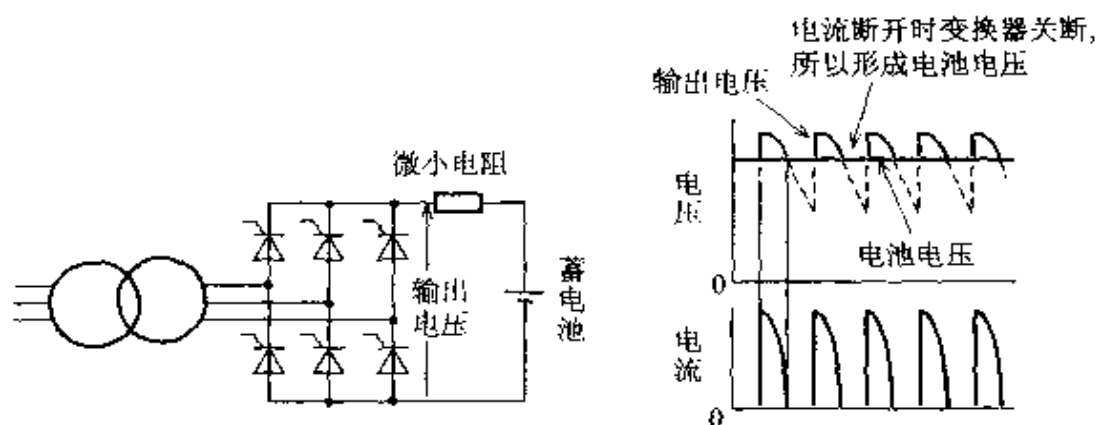 微小电阻
输出
电压
蓄电池
电流断开时变换器关断,
所以形成电池电压
输出电压
电压
电池电压
0
电流
0